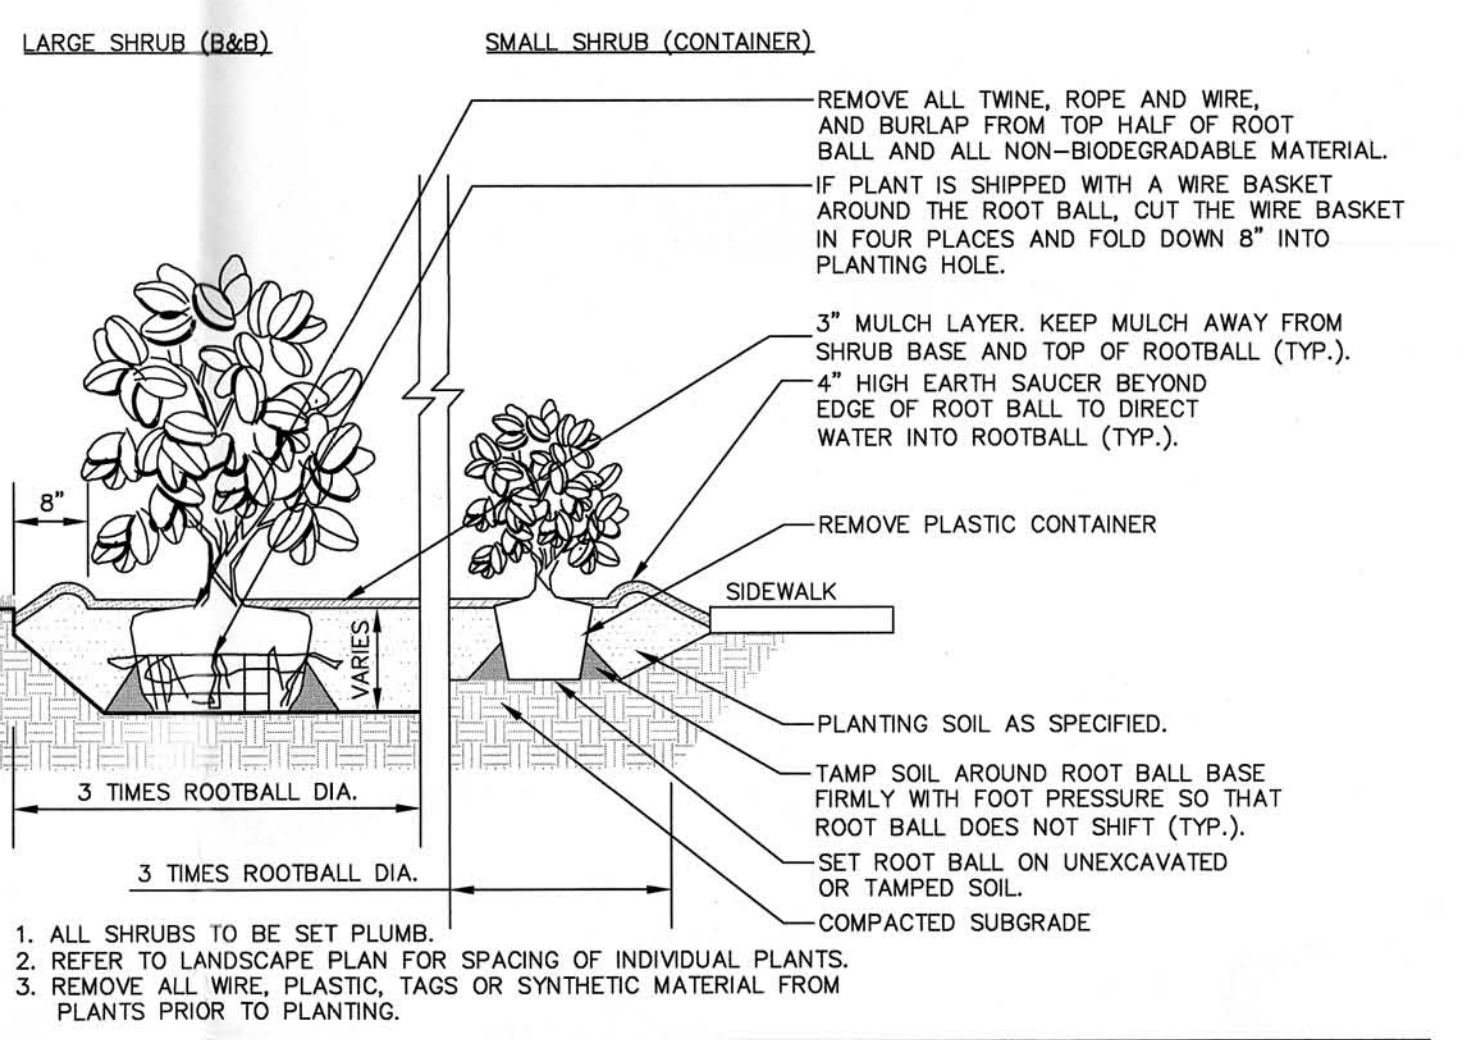 LARGE SHRUB (B&B)
SMALL SHRUB (CONTAINER)
REMOVE ALL TWINE, ROPE AND WIRE,
AND BURLAP FROM TOP HALF OF ROOT
BALL AND ALL NON-BIODEGRADABLE MATERIAL.
IF PLANT IS SHIPPED WITH A WIRE BASKET
AROUND THE ROOT BALL, CUT THE WIRE BASKET
IN FOUR PLACES AND FOLD DOWN 8" INTO
PLANTING HOLE.
3" MULCH LAYER. KEEP MULCH AWAY FROM
SHRUB BASE AND TOP OF ROOTBALL (TYP.).
4" HIGH EARTH SAUCER BEYOND
EDGE OF ROOT BALL TO DIRECT
WATER INTO ROOTBALL (TYP.).
8"
REMOVE PLASTIC CONTAINER
SIDEWALK
VARIES
PLANTING SOIL AS SPECIFIED.
TAMP SOIL AROUND ROOT BALL BASE
FIRMLY WITH FOOT PRESSURE SO THAT
ROOT BALL DOES NOT SHIFT (TYP.).
3 TIMES ROOTBALL DIA.
SET ROOT BALL ON UNEXCAVATED
OR TAMPED SOIL.
3 TIMES ROOTBALL DIA.
COMPACTED SUBGRADE
1. ALL SHRUBS TO BE SET PLUMB.
2. REFER TO LANDSCAPE PLAN FOR SPACING OF INDIVIDUAL PLANTS.
3. REMOVE ALL WIRE, PLASTIC, TAGS OR SYNTHETIC MATERIAL FROM
PLANTS PRIOR TO PLANTING.